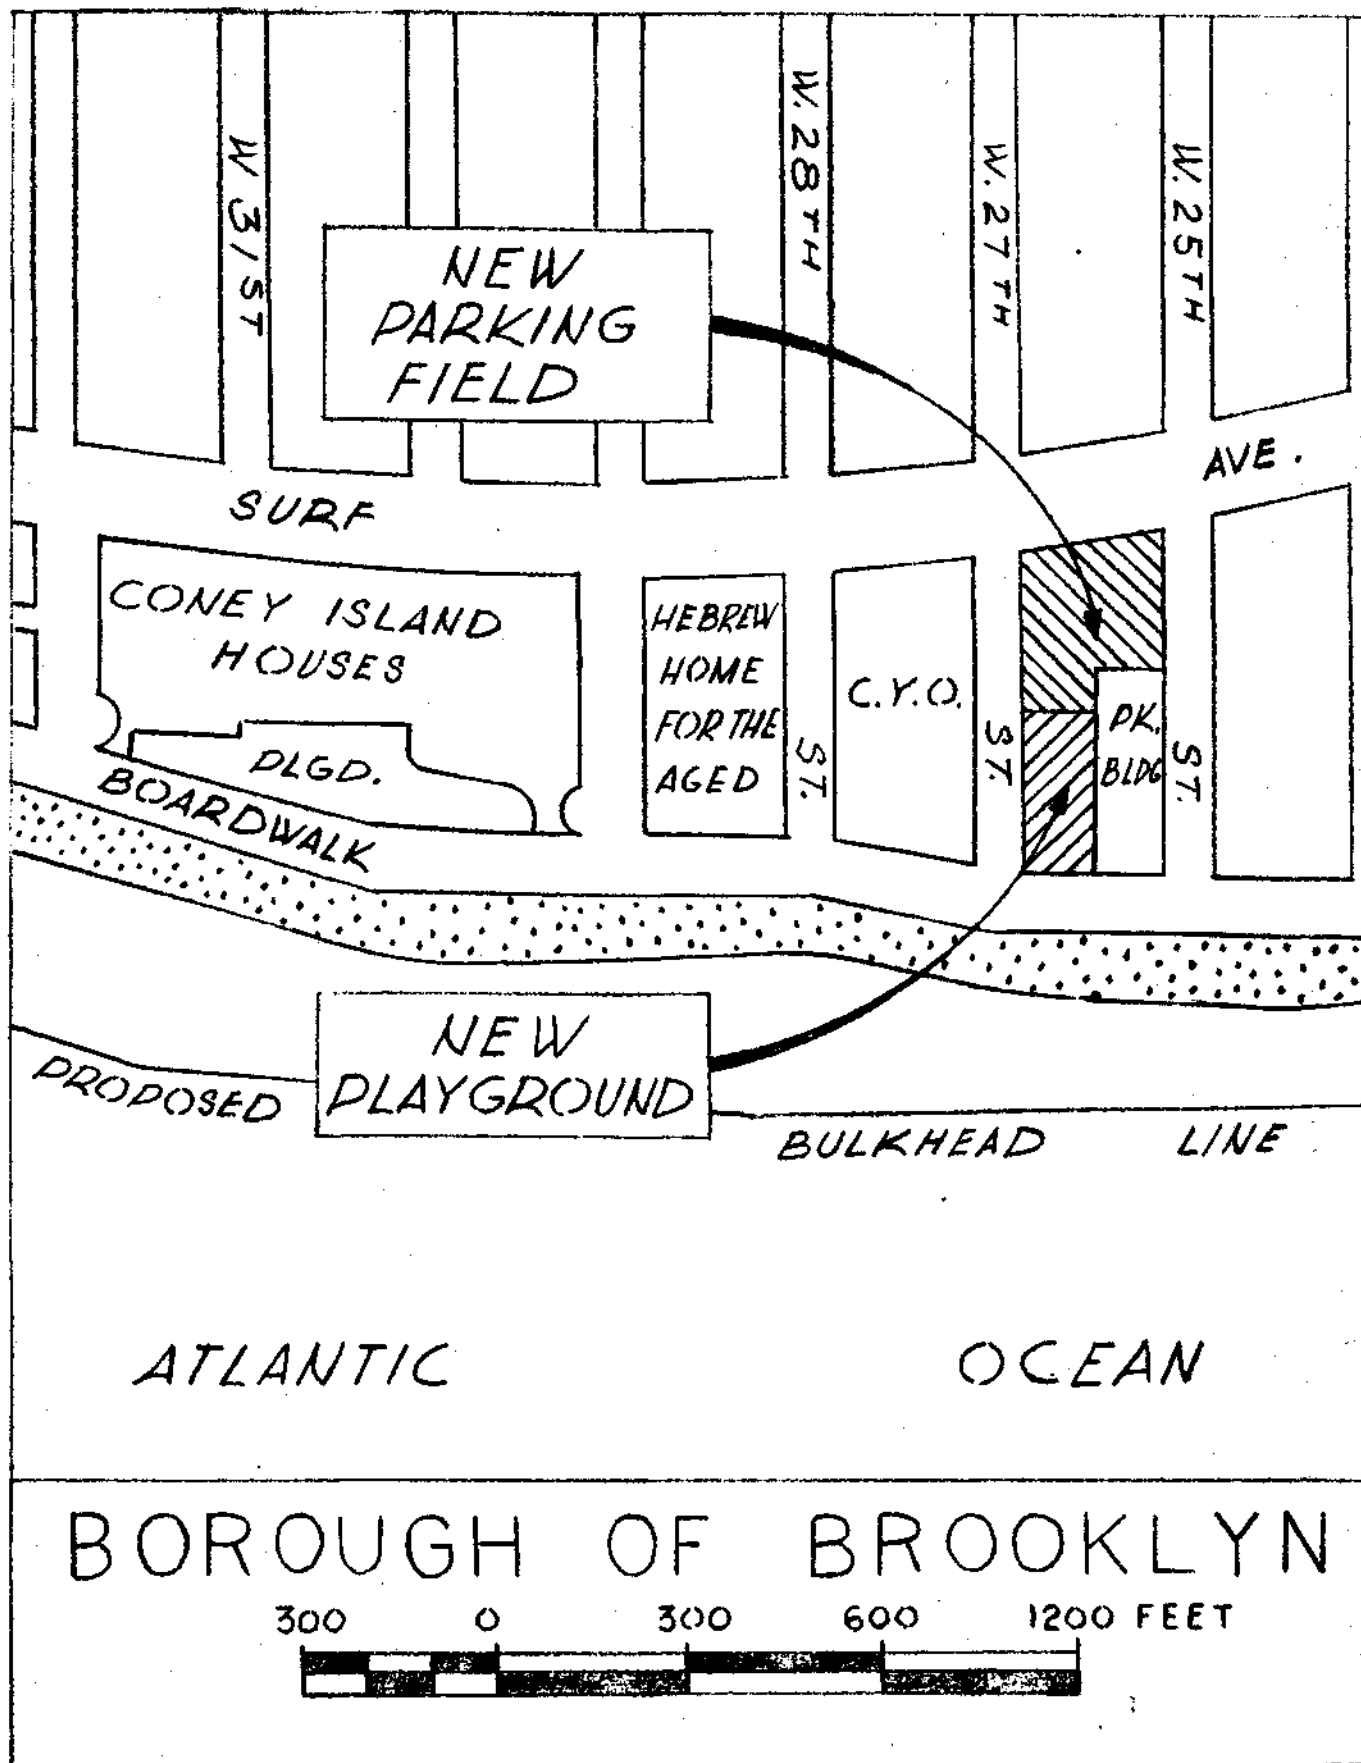 W 31ST
W. 28TH
W. 27TH
W. 25TH
NEW
PARKING
FIELD
SURF
AVE.
CONEY ISLAND
HOUSES
HEBREW
HOME
FOR THE
AGED
ST.
C.Y.O.
ST.
PK.
BLDG
ST.
PLGD.
BOARDWALK
NEW
PLAYGROUND
PROPOSED
BULKHEAD LINE
ATLANTIC OCEAN
BOROUGH OF BROOKLYN
300 0 300 600 1200 FEET